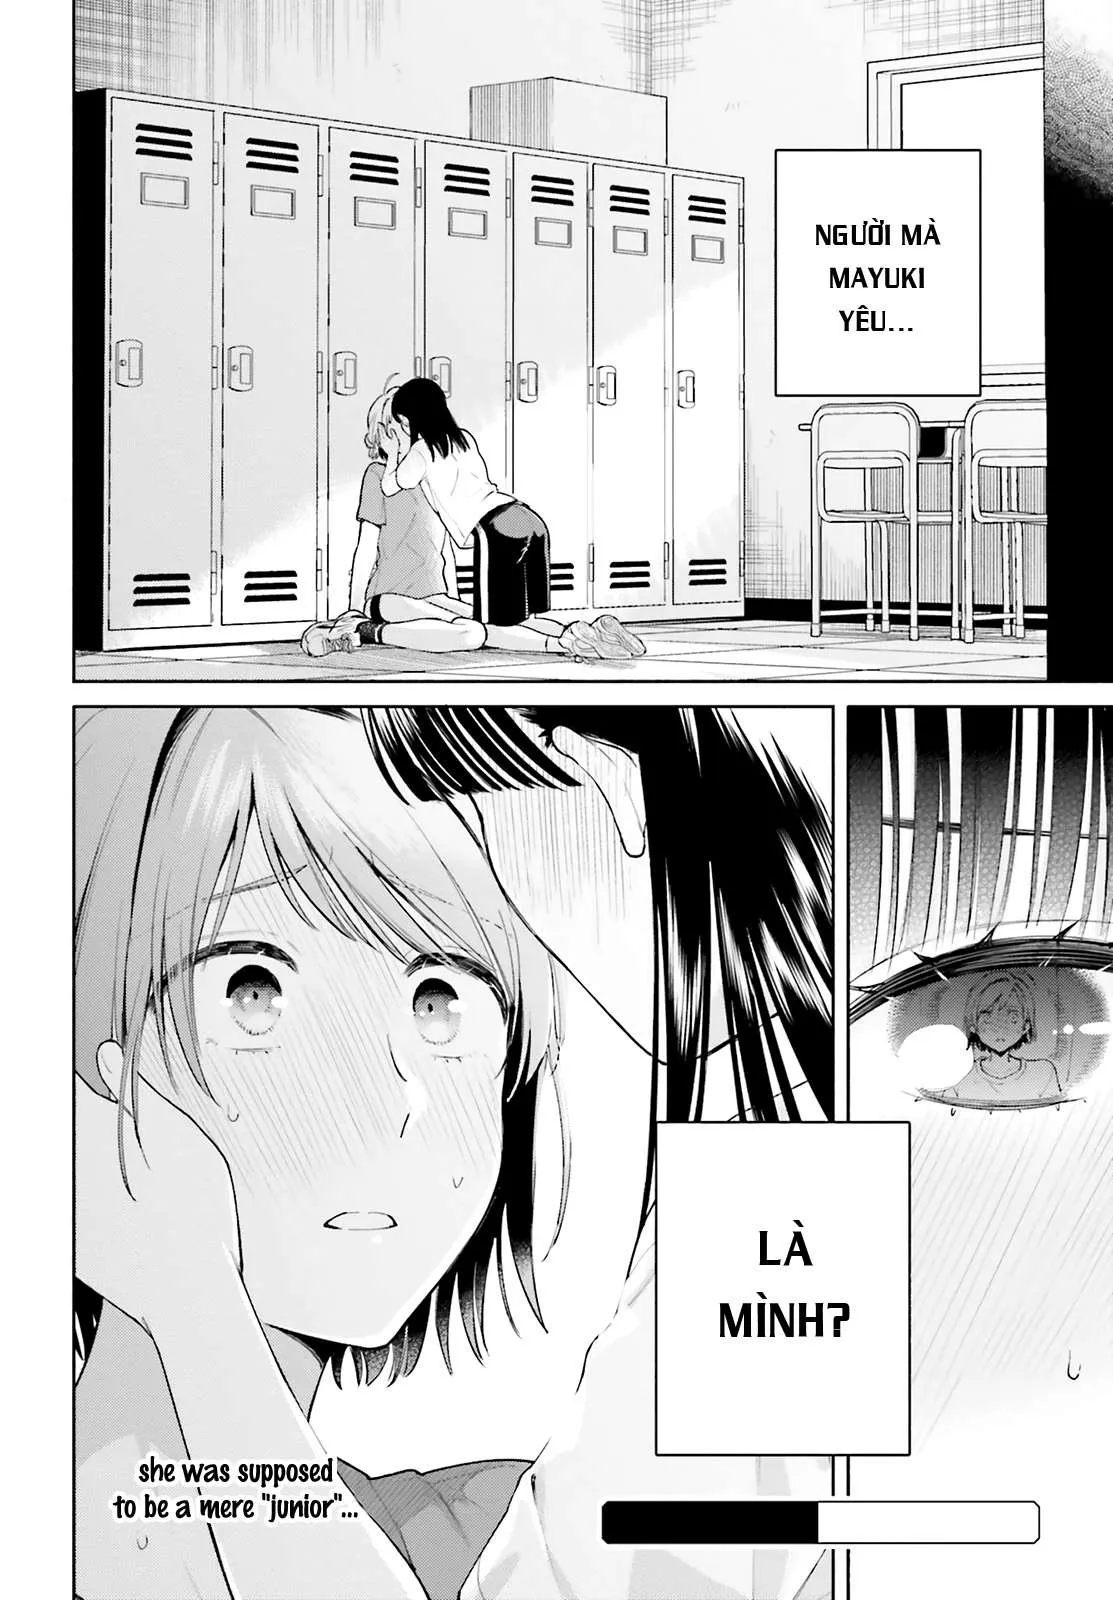 NGƯỜI MÀ
MAYUKI
YÊU...
LÀ
MÌNH?
she was supposed
to be a mere "junior"...